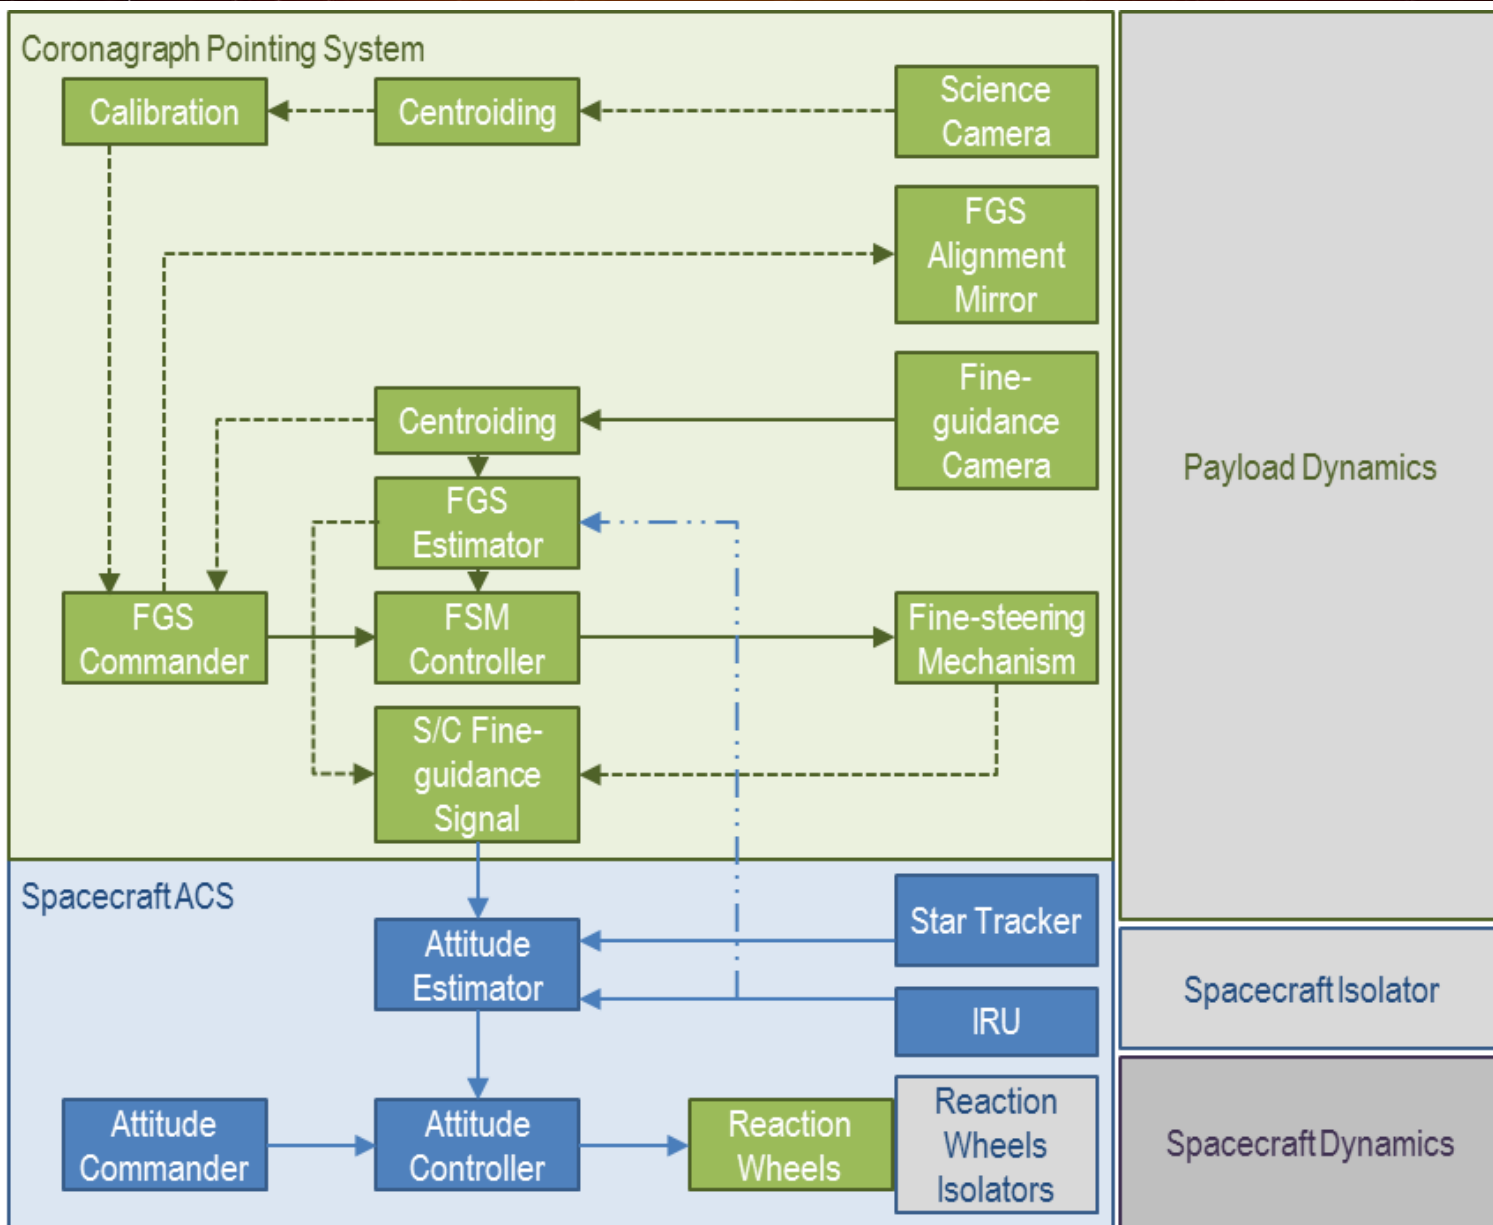 Coronagraph Pointing System
Calibration
Centroiding
Science
Camera
FGS
Alignment
Mirror
Fine-
guidance
Camera
Centroiding
FGS
Estimator
FGS
Commander
FSM
Controller
Fine-steering
Mechanism
S/C Fine-
guidance
Signal
Payload Dynamics
Spacecraft ACS
Star Tracker
Attitude
Estimator
IRU
Spacecraft Isolator
Attitude
Commander
Attitude
Controller
Reaction
Wheels
Reaction
Wheels
Isolators
Spacecraft Dynamics